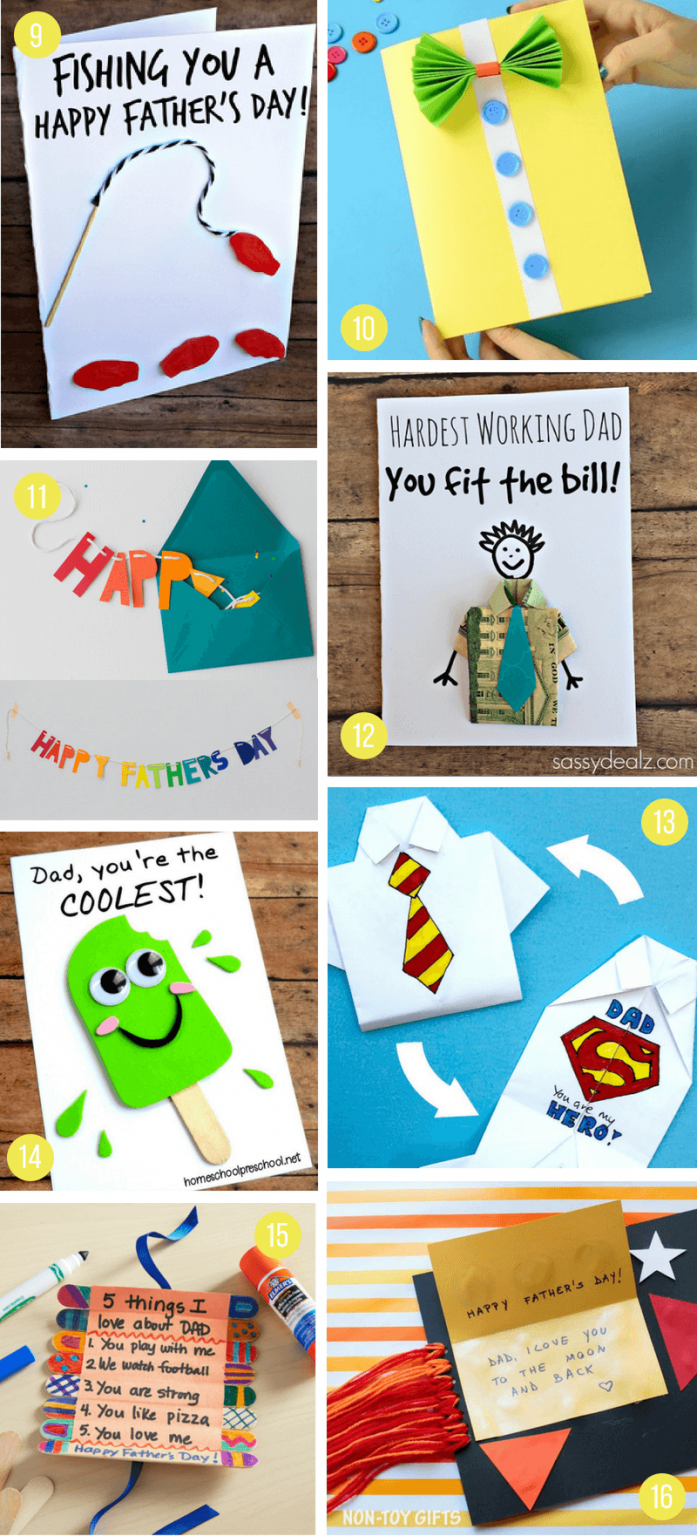 9
FISHING YOU A
HAPPY FATHER'S DAY!
10
11
HAPP
HAPPY FATHERS DAY
HARDEST WORKING DAD
You fit the bill!
IN GOD WE T
12
sassydealz.com
13
DAD
S
You are my
HERO!
Dad, you're the
COOLEST!
14
homeschoolpreschool.net
15
5 things I
love about DAD
1. You play with me
2 We watch football
3. You are strong
4. You like pizza
5. You love me
Happy Father's Day!
ELMER'S
HAPPY FATHER'S DAY!
DAD, I LOVE YOU
TO THE MOON
AND BACK
16
NON-TOY GIFTS